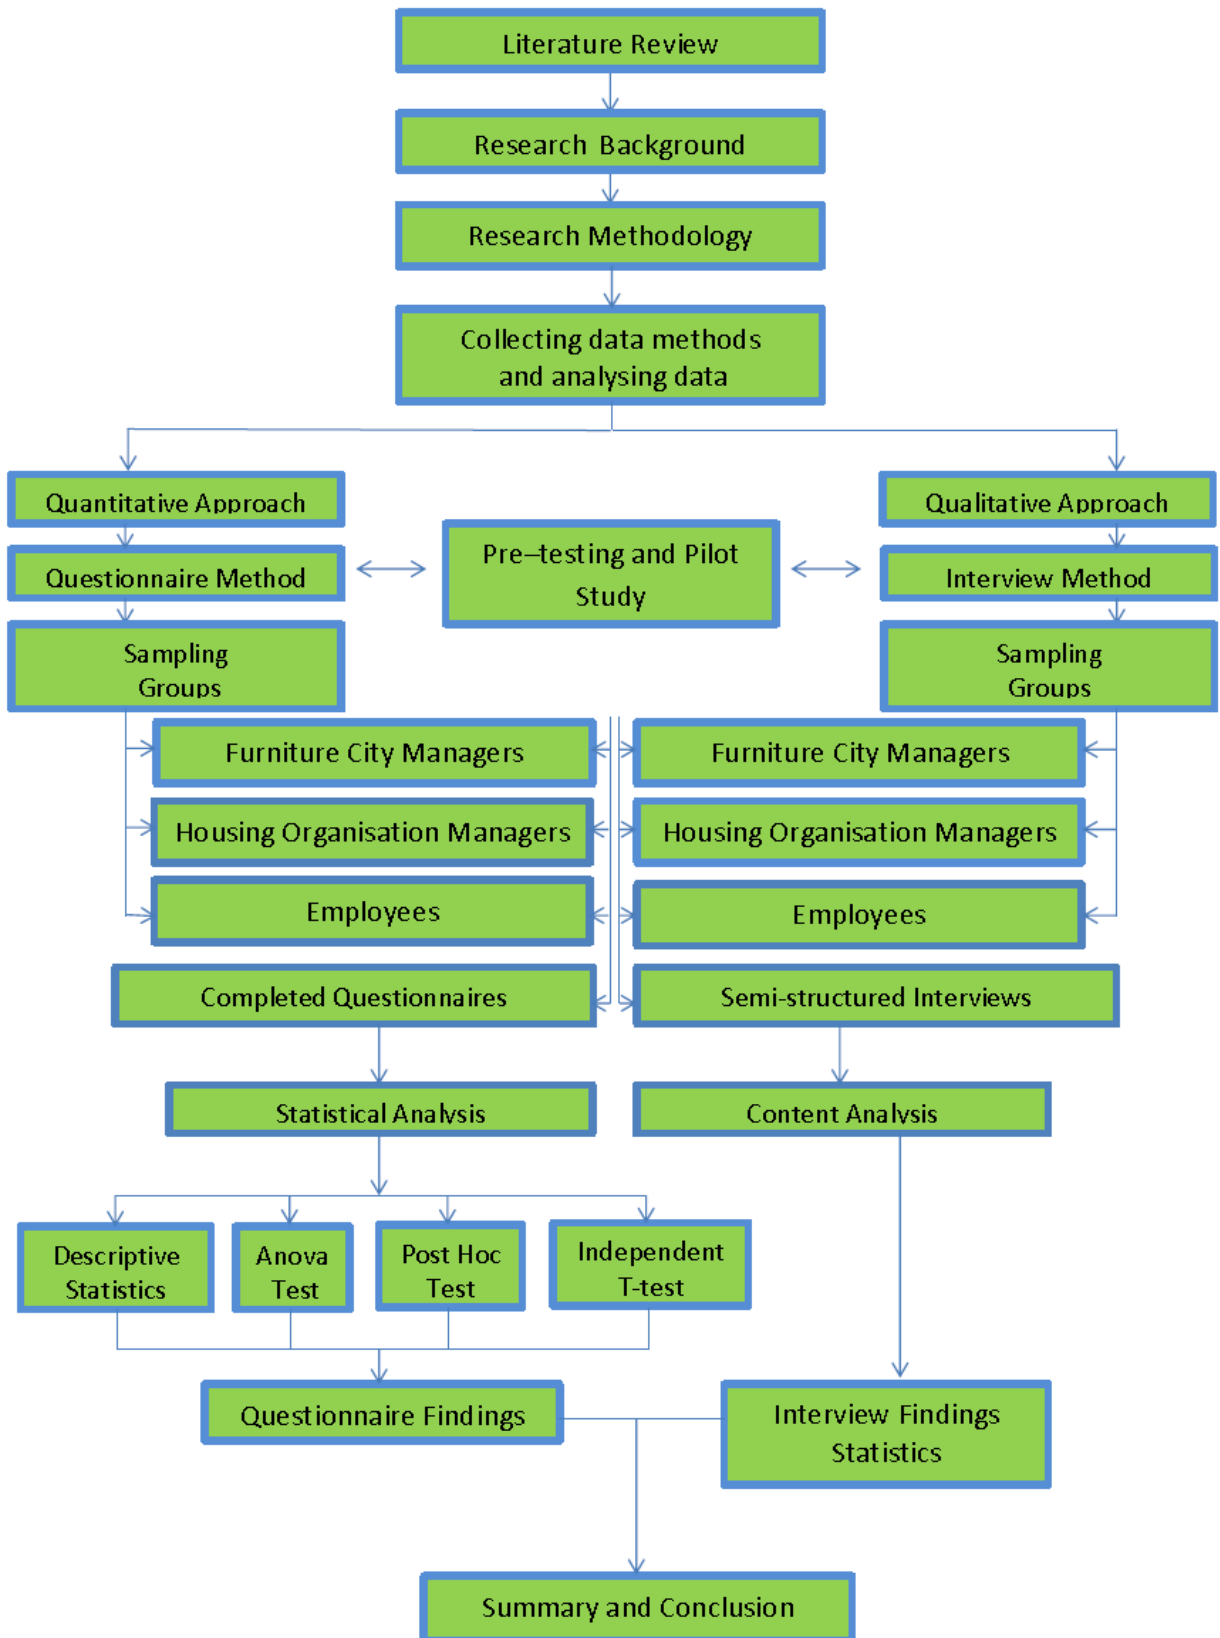 Literature Review
Research Background
Research Methodology
Collecting data methods
and analysing data
Quantitative Approach
Qualitative Approach
Questionnaire Method
Pre–testing and Pilot
Study
Interview Method
Sampling
Groups
Sampling
Groups
Furniture City Managers
Furniture City Managers
Housing Organisation Managers
Housing Organisation Managers
Employees
Employees
Completed Questionnaires
Semi-structured Interviews
Statistical Analysis
Content Analysis
Descriptive
Statistics
Anova
Test
Post Hoc
Test
Independent
T-test
Questionnaire Findings
Interview Findings
Statistics
Summary and Conclusion